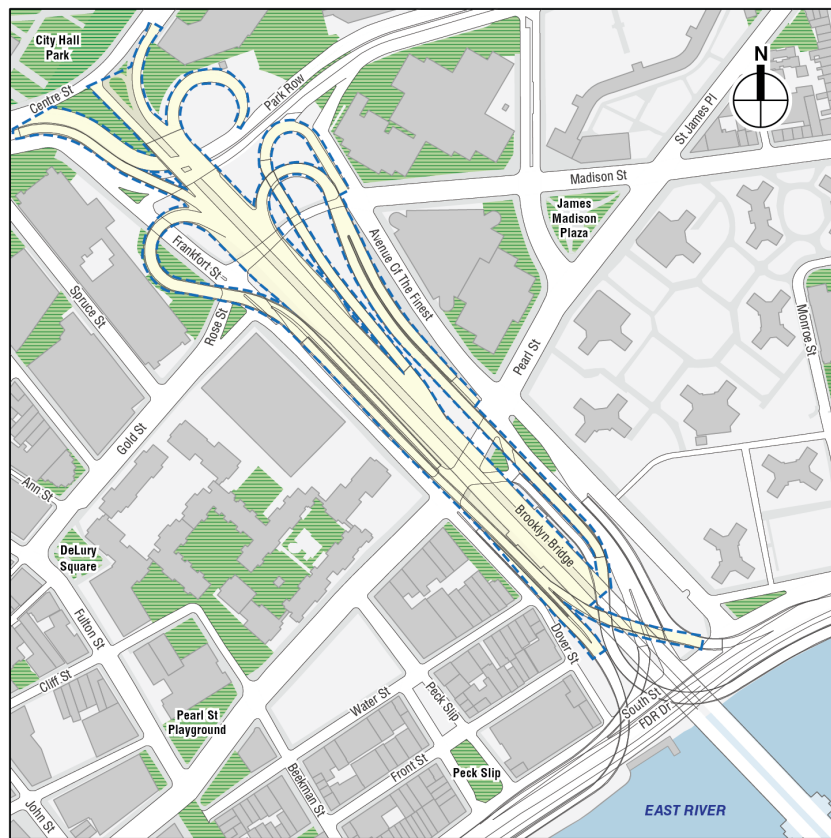 City Hall
Park
N
Centre St
Park Row
St James Pl
Madison St
James
Madison
Plaza
Frankfort St
Avenue Of The Finest
Spruce St
Rose St
Monroe St
Pearl St
Gold St
Ann St
Brooklyn Bridge
DeLury
Square
Fulton St
Dover St
Cliff St
Peck Slip
Water St
South St
FDR Dr
Pearl St
Playground
Front St
Peck Slip
Beekman St
John St
EAST RIVER